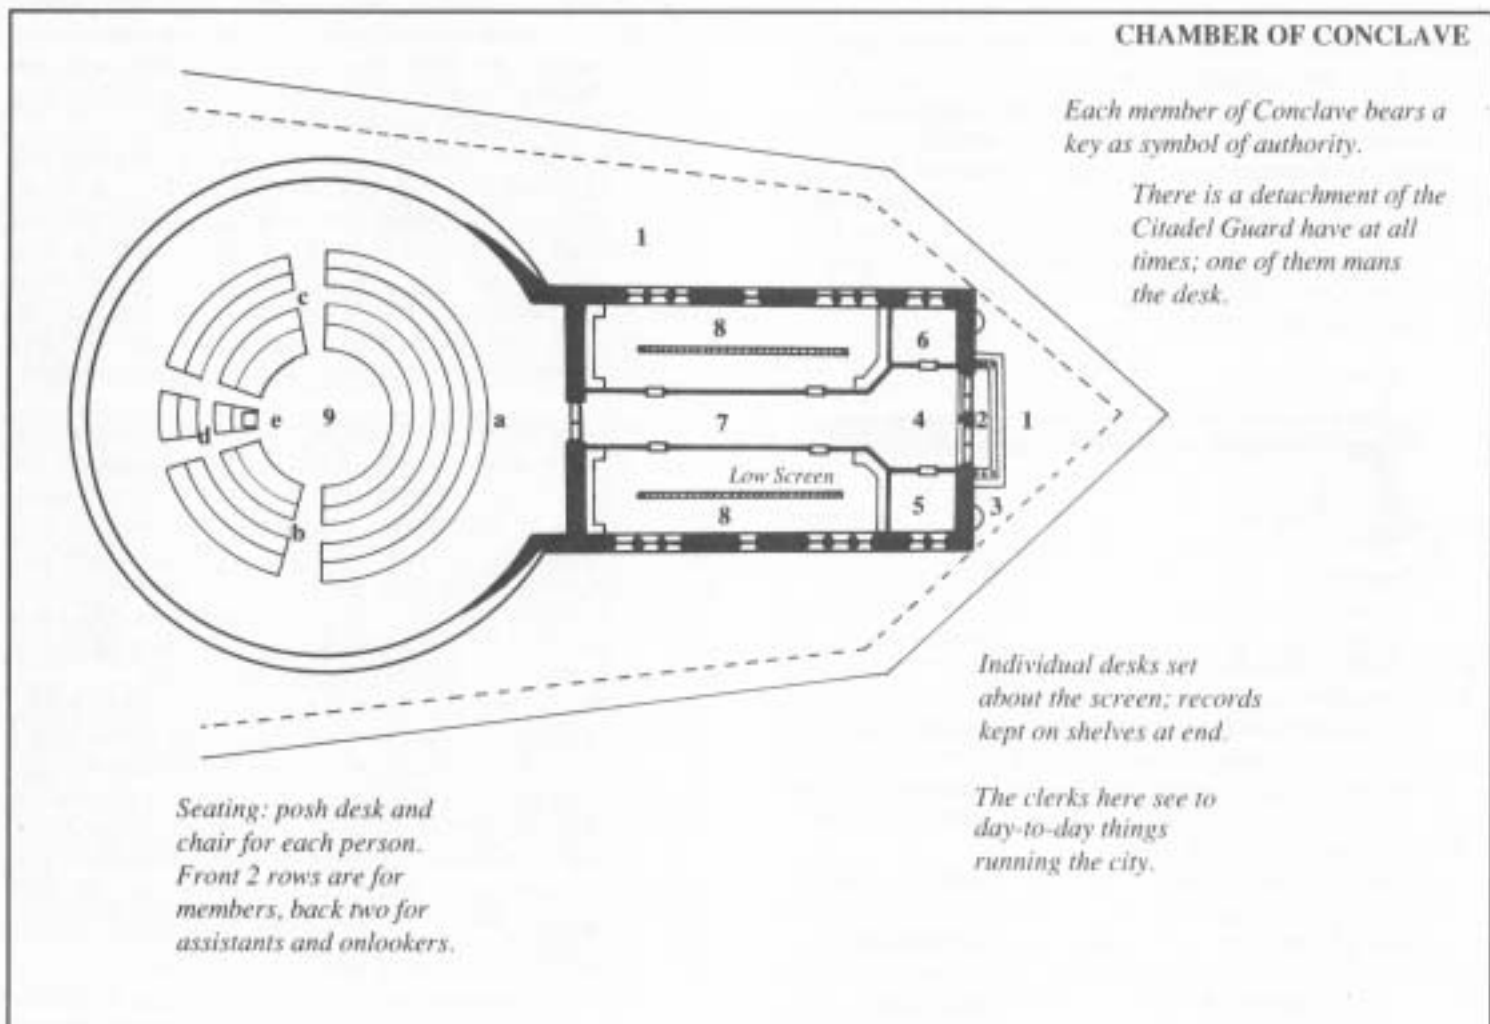 CHAMBER OF CONCLAVE
Each member of Conclave bears a
key as symbol of authority.
There is a detachment of the
Citadel Guard have at all
times; one of them mans
the desk.
1
c
8
6
e
9
a
7
4
2
1
d
Low Screen
8
5
3
b
Individual desks set
about the screen; records
kept on shelves at end.
The clerks here see to
day-to-day things
running the city.
Seating: posh desk and
chair for each person.
Front 2 rows are for
members, back two for
assistants and onlookers.